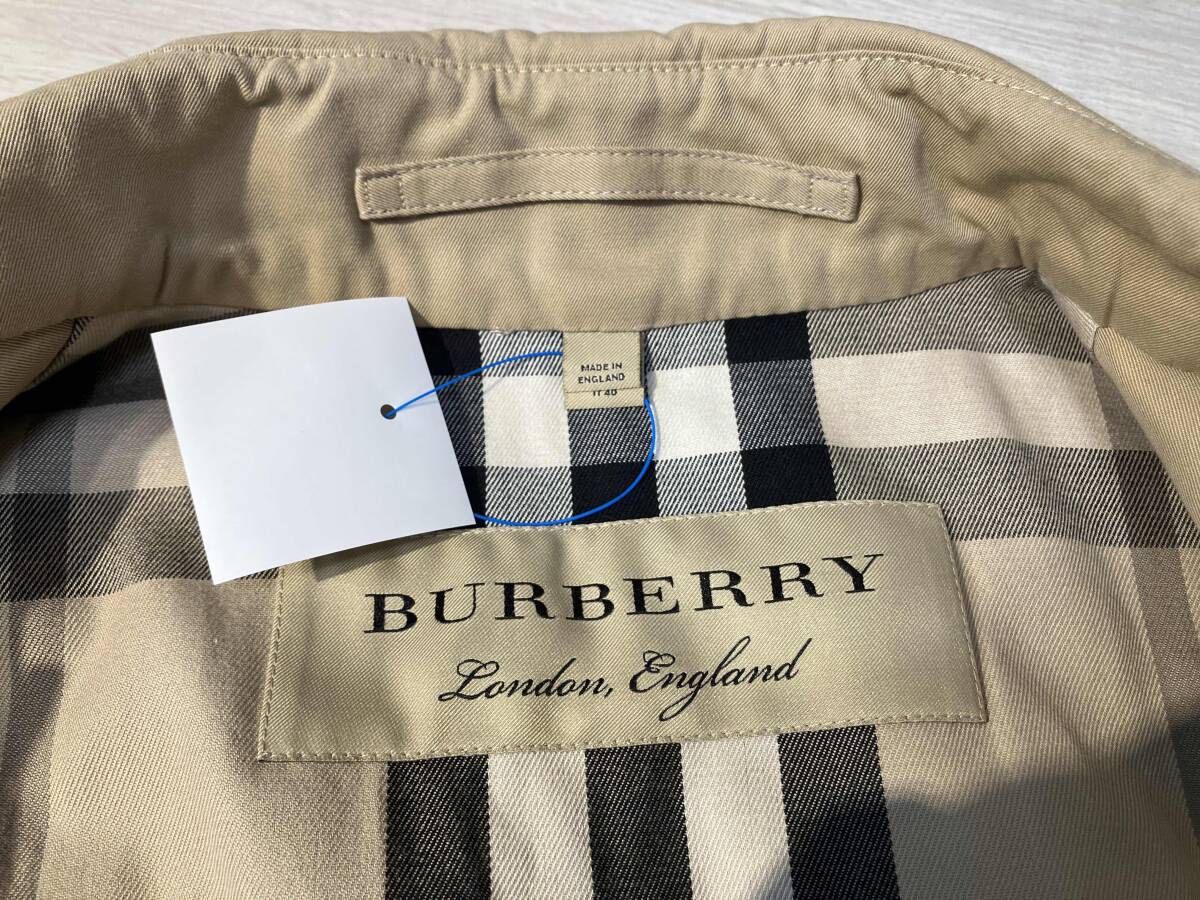 MADE IN
ENGLAND
IT 40
BURBERRY
London, England